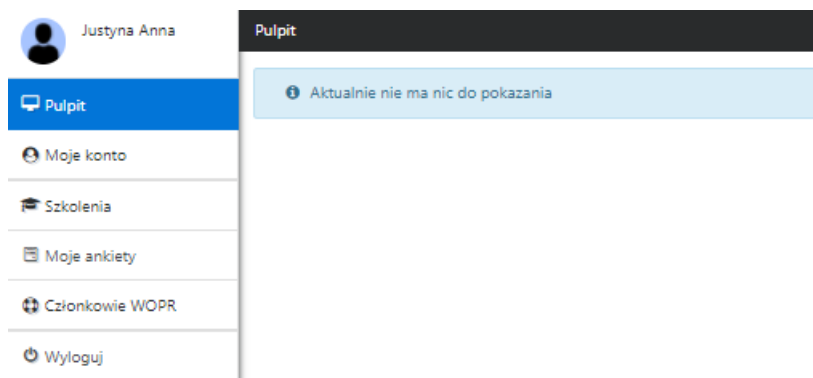 Justyna Anna
Pulpit
Aktualnie nie ma nic do pokazania
Pulpit
Moje konto
Szkolenia
Moje ankiety
Członkowie WOPR
Wyloguj